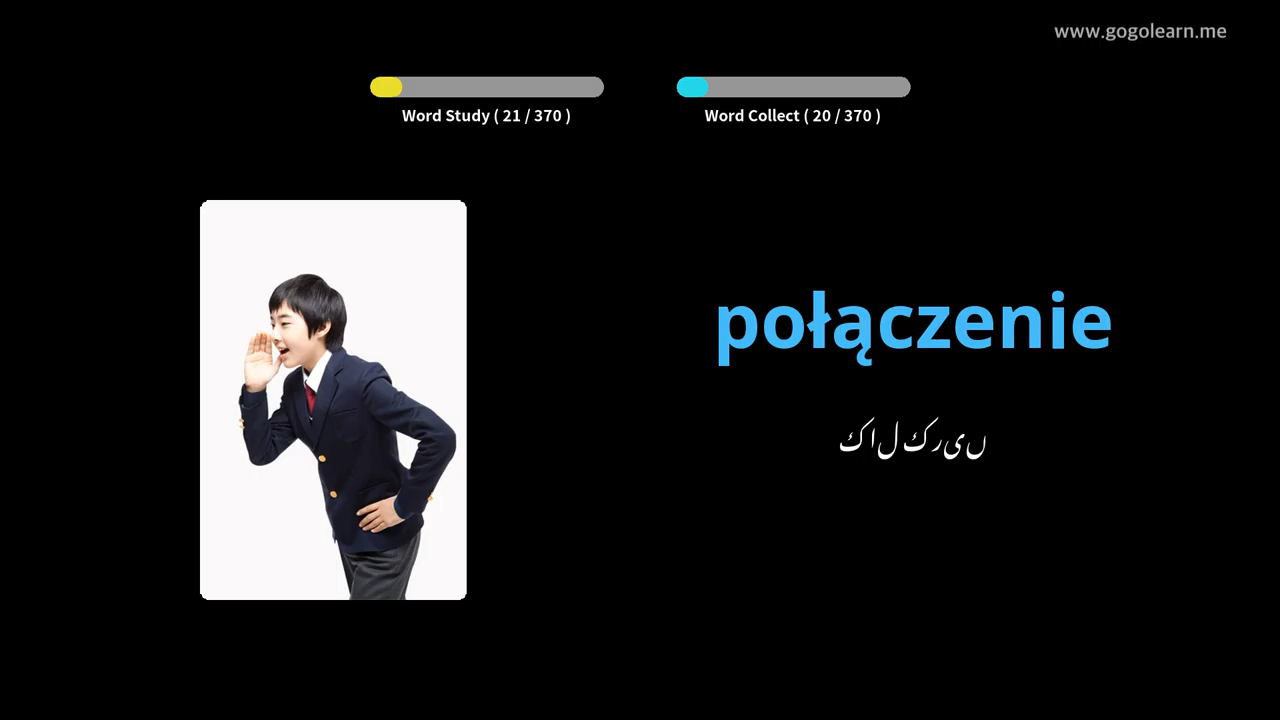 www.gogolearn.me
Word Study ( 21 / 370 )
Word Collect ( 20 / 370 )
połączenie
کال کریں